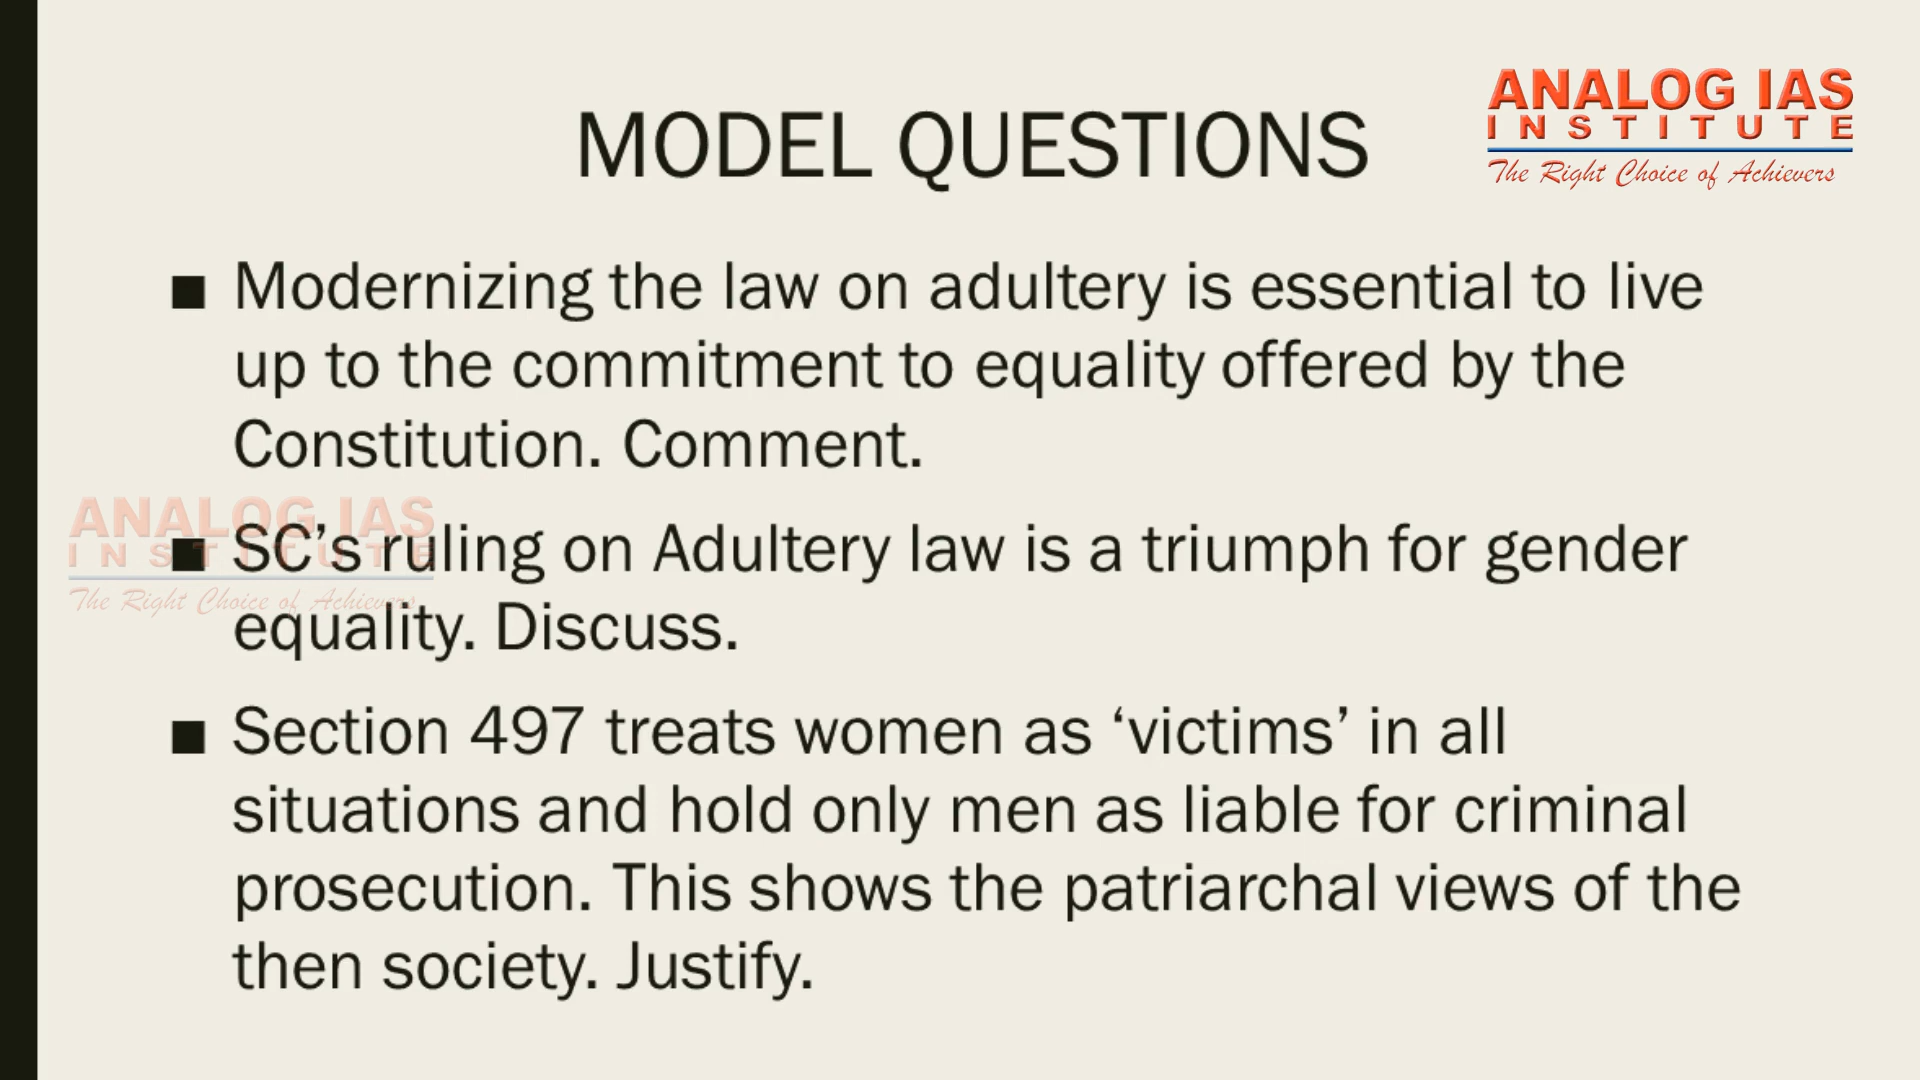 ANALOG IAS
INSTITUTE
The Right Choice of Achievers
MODEL QUESTIONS
■ Modernizing the law on adultery is essential to live
up to the commitment to equality offered by the
Constitution. Comment.
ANALOG IAS
INSTITUTE
The Right Choice of Achievers
■ SC’s ruling on Adultery law is a triumph for gender
equality. Discuss.
■ Section 497 treats women as ‘victims’ in all
situations and hold only men as liable for criminal
prosecution. This shows the patriarchal views of the
then society. Justify.